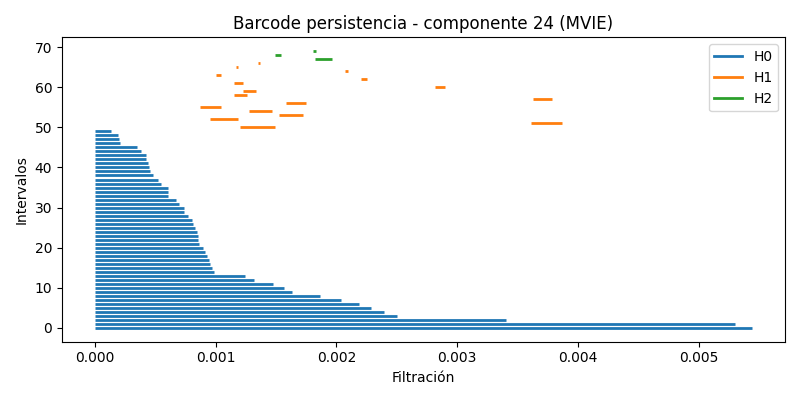 Barcode persistencia - componente 24 (MVIE)
H0
H1
H2
Intervalos
70
60
50
40
30
20
10
0
0.000 0.001 0.002 0.003 0.004 0.005
Filtración